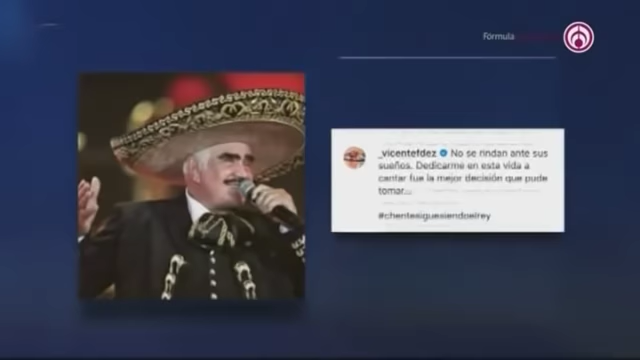 Fórmula
_vicentefdez No se rindan ante sus
sueños. Dedicarme en esta vida a
cantar fue la mejor decisión que pude
tomar...
#chentesiguesiendoelrey